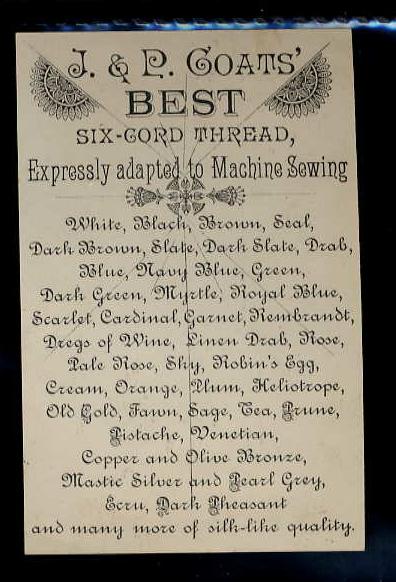 J. & P. COATS'
BEST
SIX-CORD THREAD,
Expressly adapted to Machine Sewing
White, Black, Brown, Seal,
Dark Brown, Slate, Dark Slate, Drab,
Blue, Navy Blue, Green,
Dark Green, Myrtle, Royal Blue,
Scarlet, Cardinal, Garnet, Rembrandt,
Dregs of Wine, Linen Drab, Rose,
Pale Rose, Sky, Robin's Egg,
Cream, Orange, Plum, Heliotrope,
Old Gold, Fawn, Sage, Tea, Prune,
Pistache, Venetian,
Copper and Olive Bronze,
Mastic Silver and Pearl Grey,
Ecru, Dark Pheasant
and many more of silk-like quality.